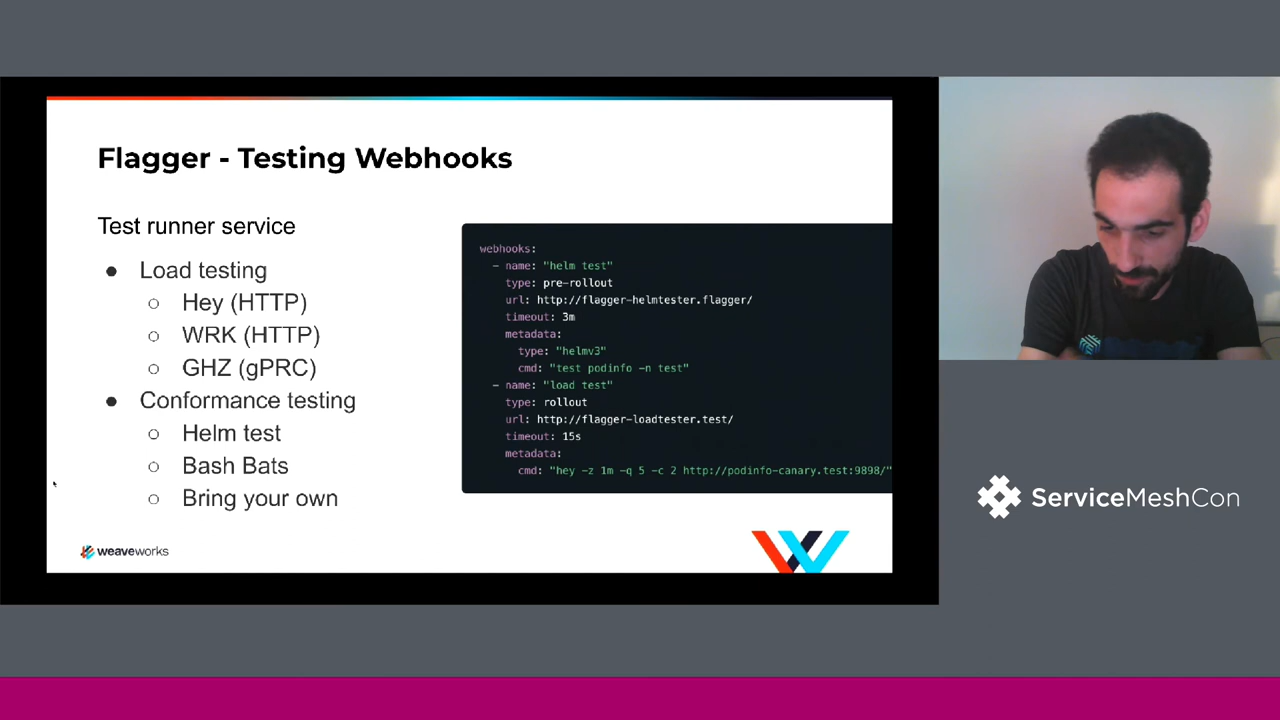 Flagger - Testing Webhooks
Test runner service
● Load testing
○ Hey (HTTP)
○ WRK (HTTP)
○ GHZ (gPRC)
● Conformance testing
○ Helm test
○ Bash Bats
○ Bring your own
webhooks:
- name: "helm test"
type: pre-rollout
url: http://flagger-helmtester.flagger/
timeout: 3m
metadata:
type: "helmv3"
cmd: "test podinfo -n test"
- name: "load test"
type: rollout
url: http://flagger-loadtester.test/
timeout: 15s
metadata:
cmd: "hey -z 1m -q 5 -c 2 http://podinfo-canary.test:9898/"
weaveworks
ServiceMeshCon